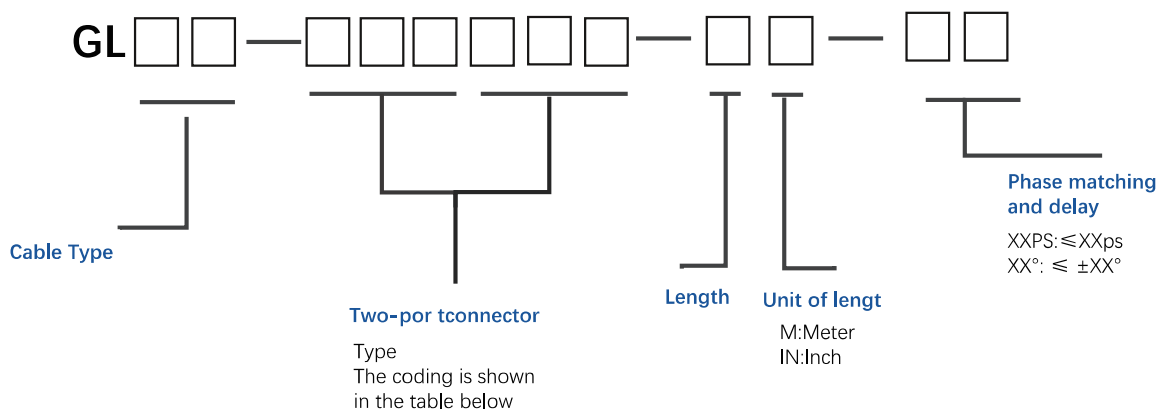 GL
Cable Type
Two-por tconnector
Type
The coding is shown
in the table below
Length
Unit of lengt
M:Meter
IN:Inch
Phase matching
and delay
XXPS:≤XXps
XX°: ≤ ±XX°